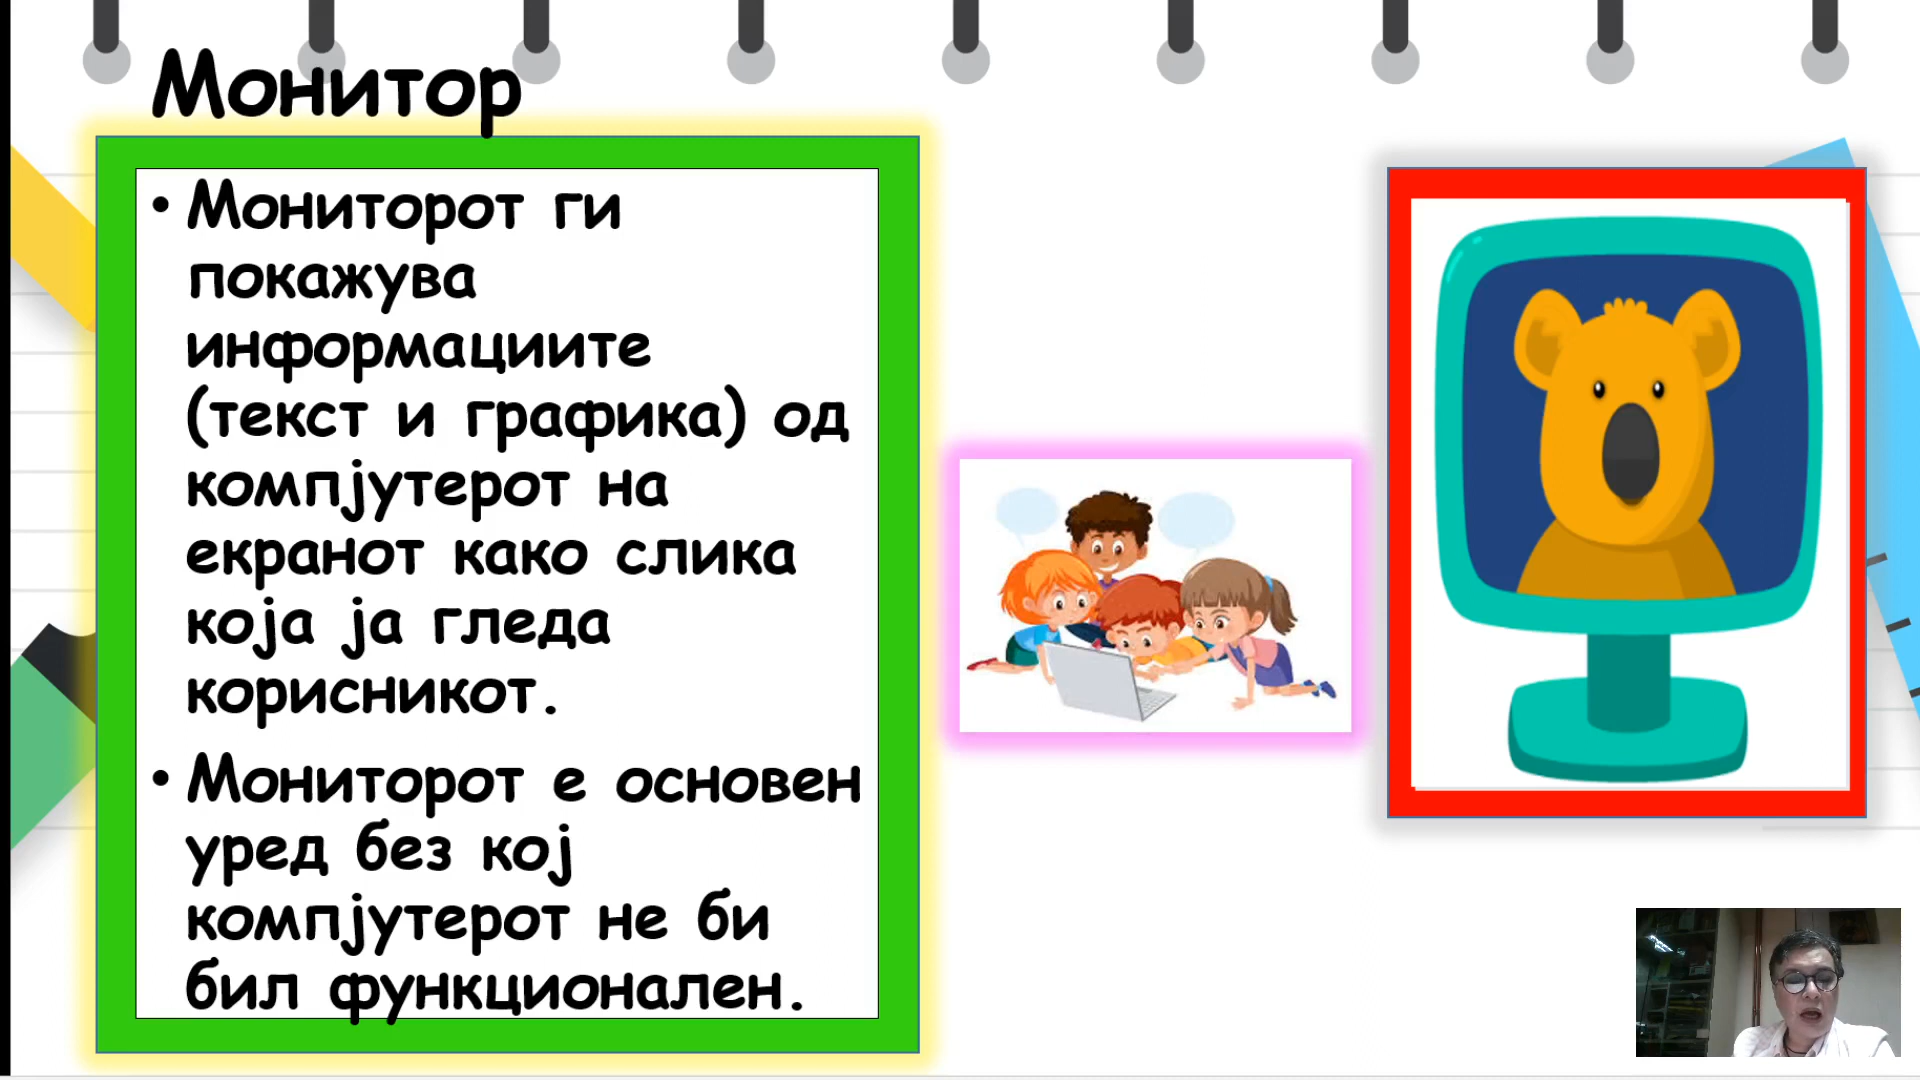 Монитор
• Мониторот ги
покажува
информациите
(текст и графика) од
компјутерот на
екранот како слика
која ја гледа
корисникот.
• Мониторот е основен
уред без кој
компјутерот не би
бил функционален.